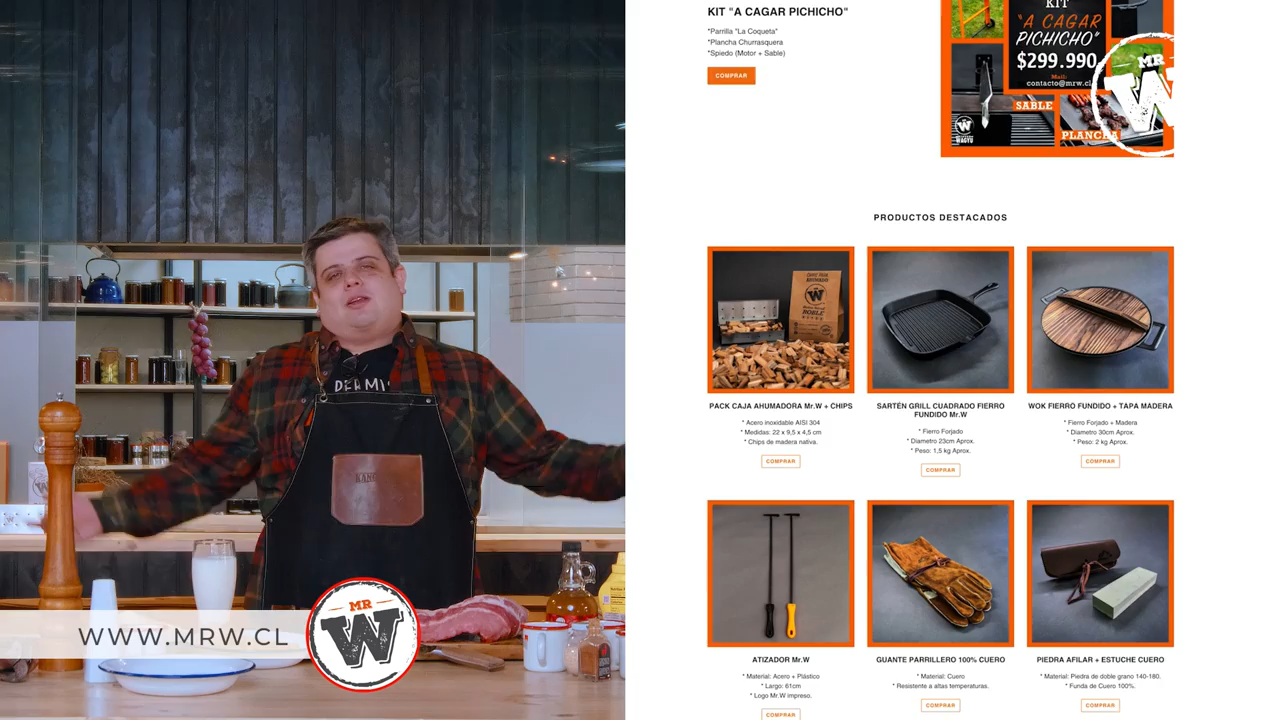 DE AMI
WWW.MRW.CL
MR
W
KIT "A CAGAR PICHICHO"
*Parrilla "La Coqueta"
*Plancha Churrasquera
*Spiedo (Motor + Sable)
COMPRAR
KIT
"A CAGAR
PICHICHO"
$299.990
Mail:
contacto@mrw.cl
SABLE
PLANCHA
WAGYU
MR
W
PRODUCTOS DESTACADOS
PACK CAJA AHUMADORA Mr.W + CHIPS
* Acero inoxidable AISI 304
* Medidas: 22 x 9,5 x 4,5 cm
* Chips de madera nativa.
COMPRAR
SARTÉN GRILL CUADRADO FIERRO
FUNDIDO Mr.W
* Fierro Forjado
* Diametro 23cm Aprox.
* Peso: 1,5 kg Aprox.
COMPRAR
WOK FIERRO FUNDIDO + TAPA MADERA
* Fierro Forjado + Madera
* Diametro 30cm Aprox.
* Peso: 2 kg Aprox.
COMPRAR
ATIZADOR Mr.W
* Material: Acero + Plástico
* Largo: 61cm
* Logo Mr.W impreso.
COMPRAR
GUANTE PARRILLERO 100% CUERO
* Material: Cuero
* Resistente a altas temperaturas.
COMPRAR
PIEDRA AFILAR + ESTUCHE CUERO
* Material: Piedra de doble grano 140-180.
* Funda de Cuero 100%.
COMPRAR